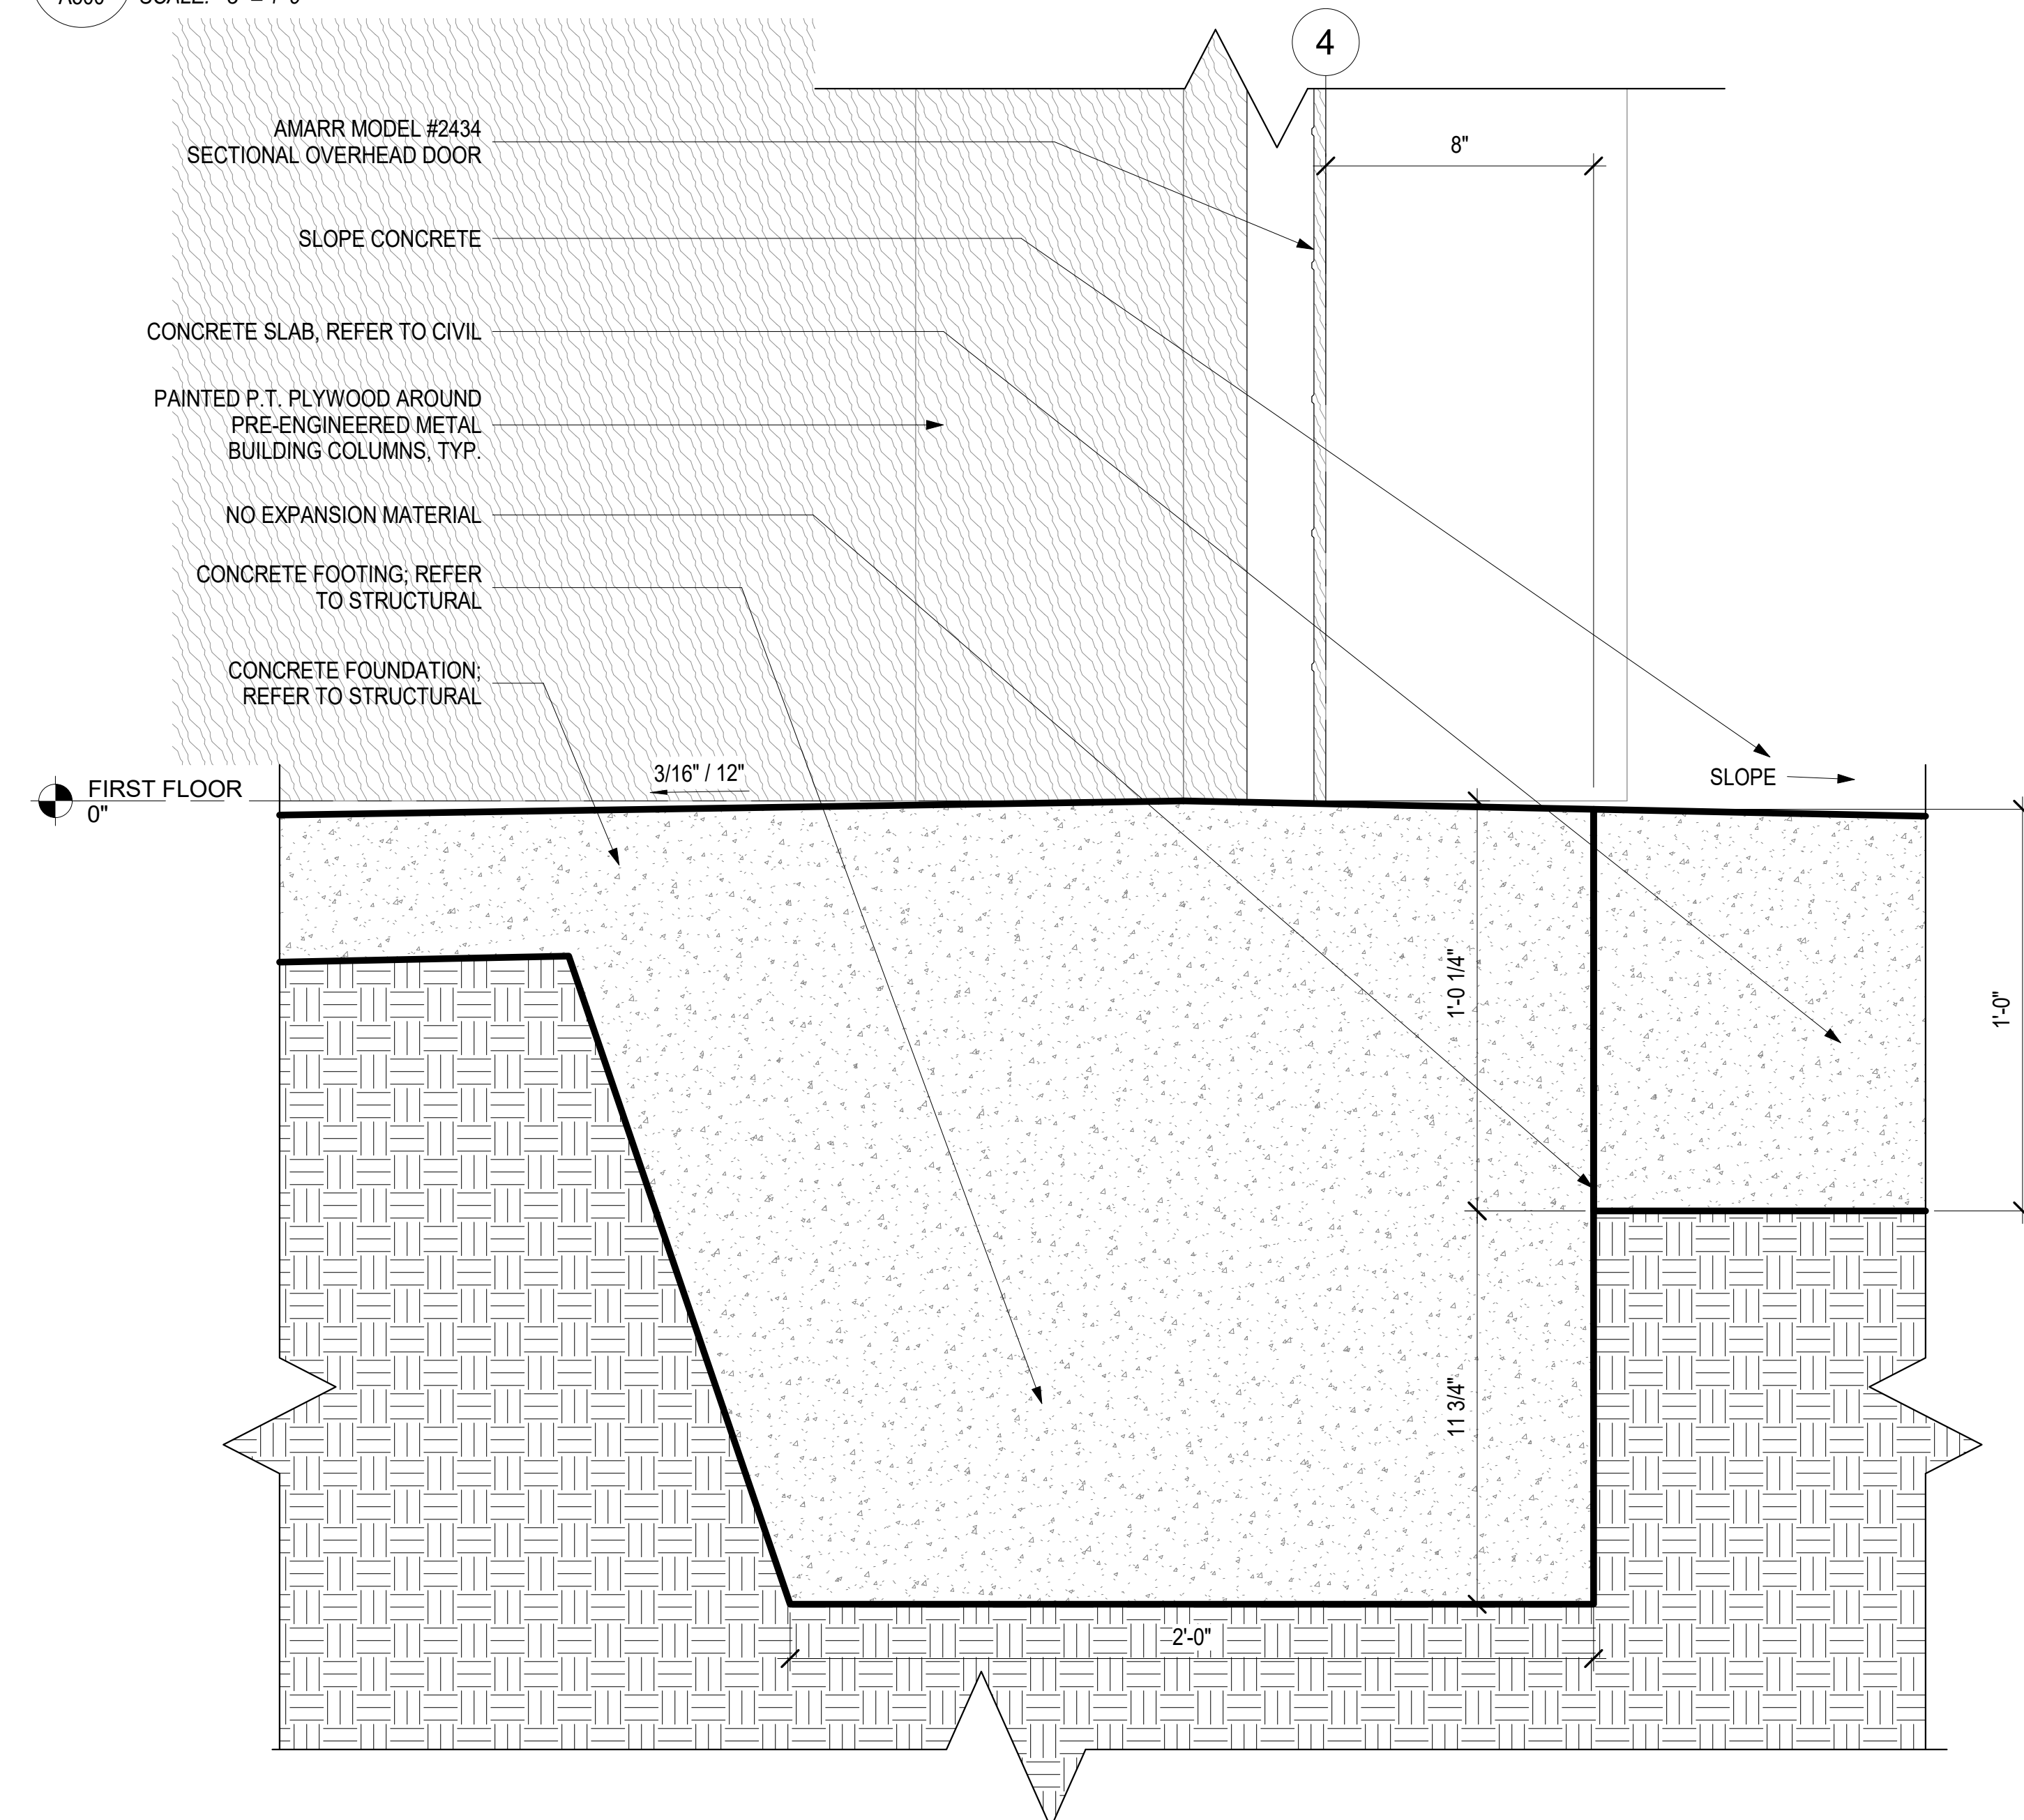 SCALE:
4
AMARR MODEL #2434
SECTIONAL OVERHEAD DOOR
8"
SLOPE CONCRETE
CONCRETE SLAB, REFER TO CIVIL
PAINTED P.T. PLYWOOD AROUND
PRE-ENGINEERED METAL
BUILDING COLUMNS, TYP.
NO EXPANSION MATERIAL
CONCRETE FOOTING; REFER
TO STRUCTURAL
CONCRETE FOUNDATION;
REFER TO STRUCTURAL
3/16" / 12"
SLOPE
FIRST FLOOR
0"
1'-0 1/4"
1'-0"
11 3/4"
2'-0"